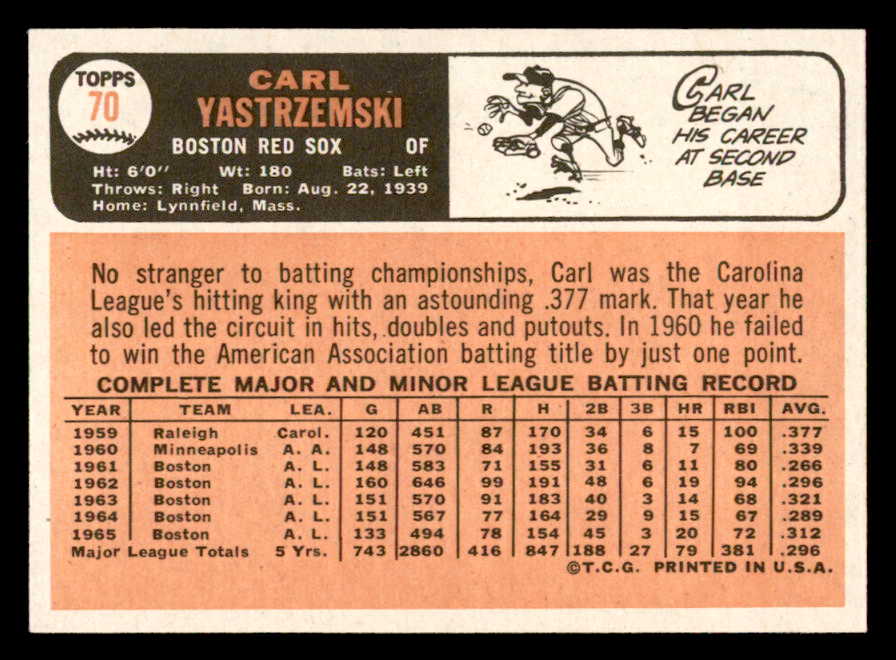 TOPPS
70
CARL
YASTRZEMSKI
BOSTON RED SOX OF
Ht: 6'0" Wt: 180 Bats: Left
Throws: Right Born: Aug. 22, 1939
Home: Lynnfield, Mass.
CARL
BEGAN
HIS CAREER
AT SECOND
BASE
No stranger to batting championships, Carl was the Carolina
League's hitting king with an astounding .377 mark. That year he
also led the circuit in hits, doubles and putouts. In 1960 he failed
to win the American Association batting title by just one point.
COMPLETE MAJOR AND MINOR LEAGUE BATTING RECORD
YEAR TEAM LEA. G AB R H 2B 3B HR RBI AVG.
1959 Raleigh Carol. 120 451 87 170 34 6 15 100 .377
1960 Minneapolis A. A. 148 570 84 193 36 8 7 69 .339
1961 Boston A. L. 148 583 71 155 31 6 11 80 .266
1962 Boston A. L. 160 646 99 191 48 6 19 94 .296
1963 Boston A. L. 151 570 91 183 40 3 14 68 .321
1964 Boston A. L. 151 567 77 164 29 9 15 67 .289
1965 Boston A. L. 133 494 78 154 45 3 20 72 .312
Major League Totals 5 Yrs. 743 2860 416 847 188 27 79 381 .296
©T.C.G. PRINTED IN U.S.A.